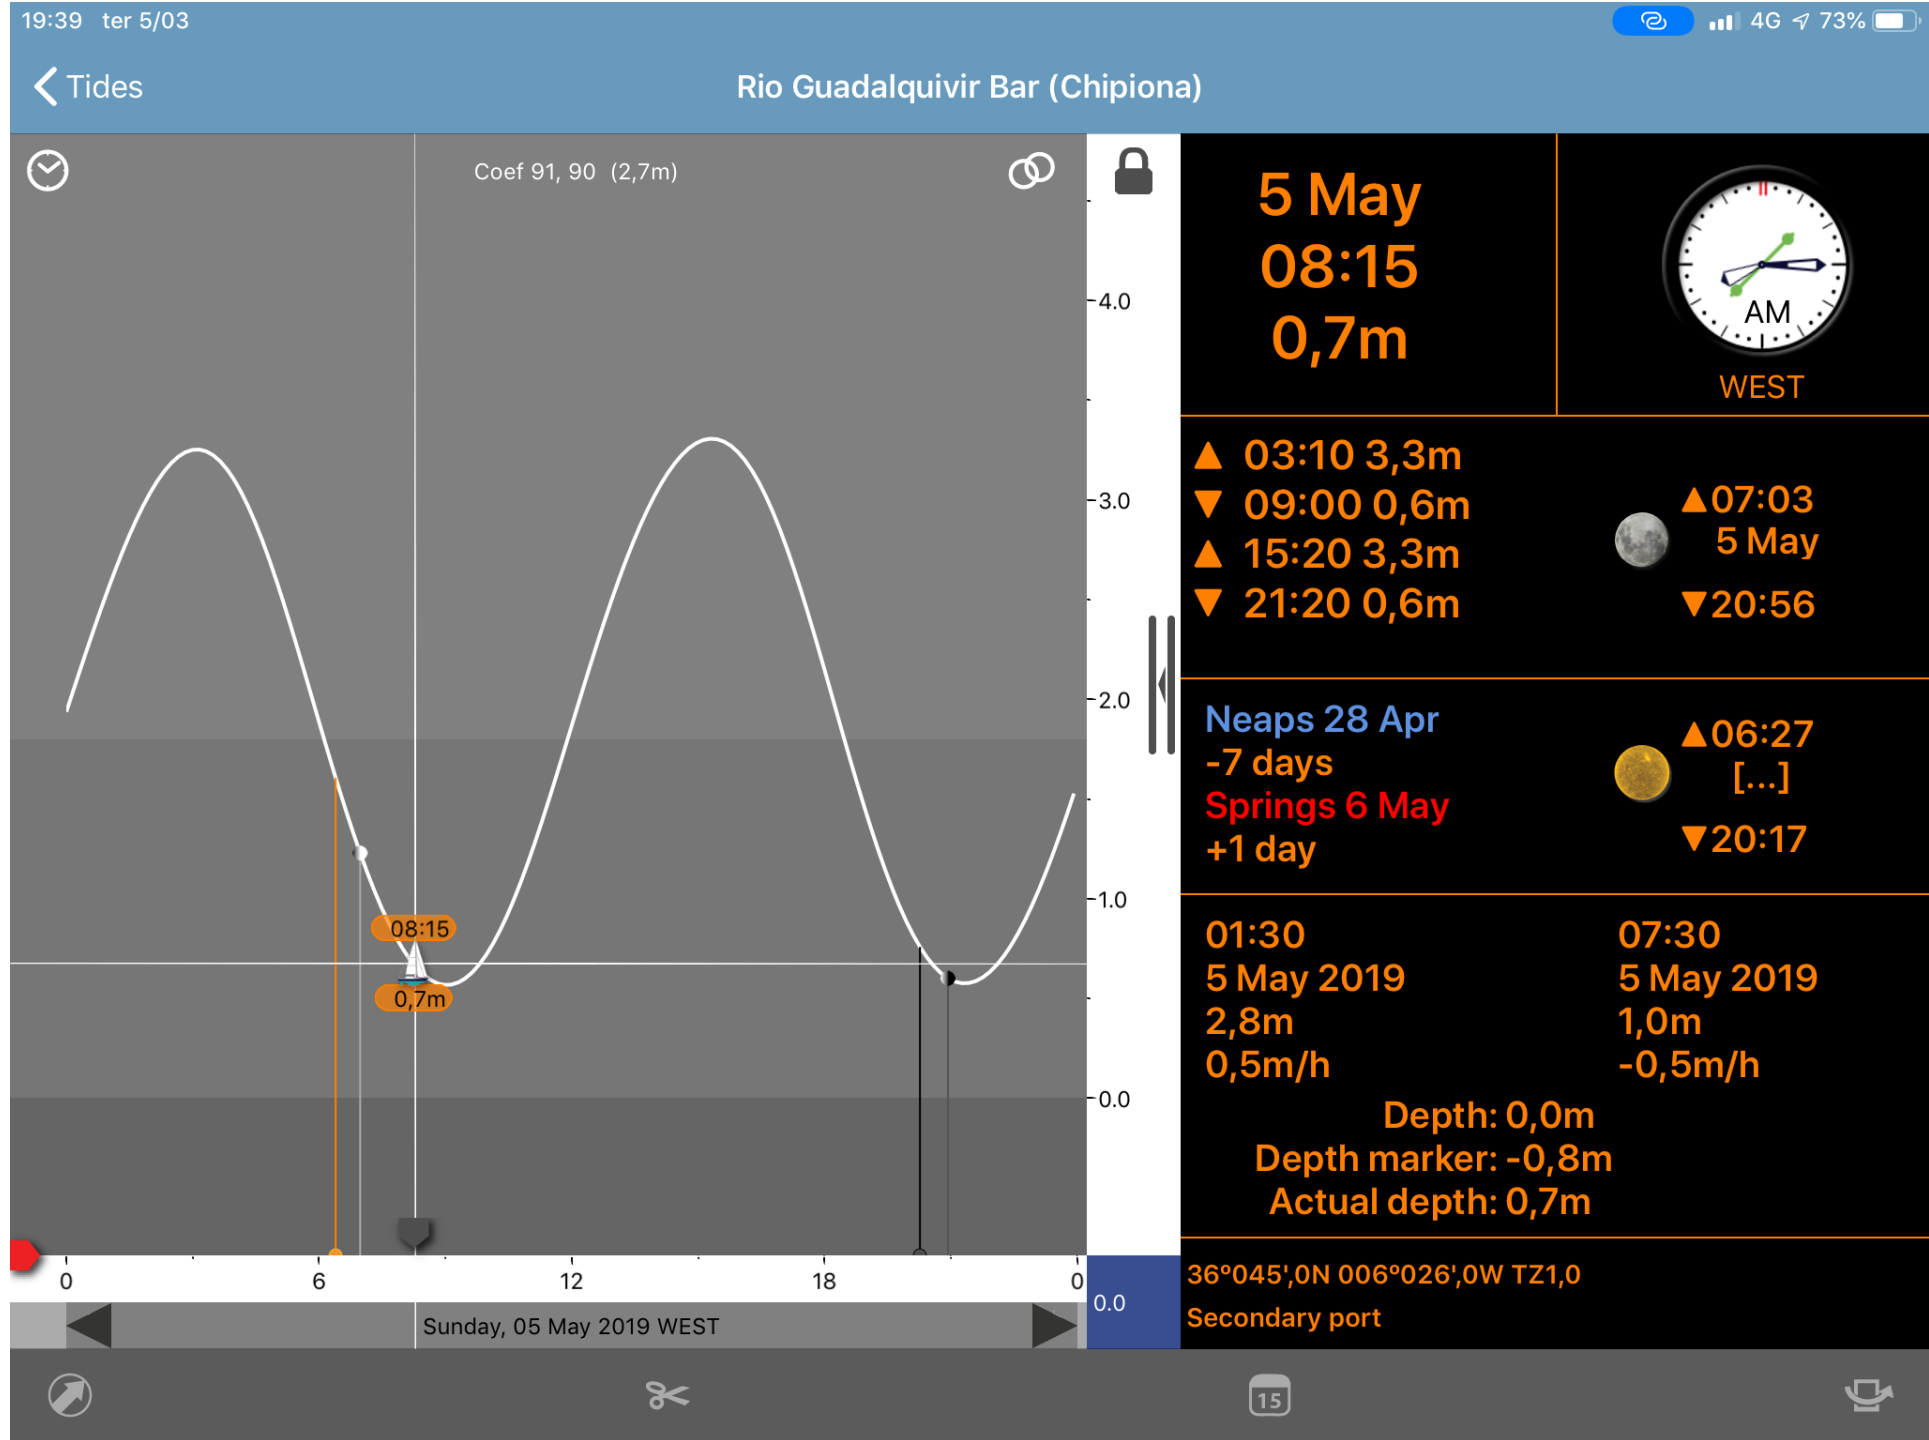 19:39 ter 5/03
4G 73%
Tides
Rio Guadalquivir Bar (Chipiona)
Coef 91, 90 (2,7m)
4.0
3.0
2.0
1.0
0.0
08:15
0,7m
0 6 12 18 0
0.0
Sunday, 05 May 2019 WEST
5 May
08:15
0,7m
AM
WEST
▲ 03:10 3,3m
▼ 09:00 0,6m
▲ 15:20 3,3m
▼ 21:20 0,6m
▲07:03
5 May
▼20:56
Neaps 28 Apr
-7 days
Springs 6 May
+1 day
▲06:27
[...]
▼20:17
01:30
5 May 2019
2,8m
0,5m/h
07:30
5 May 2019
1,0m
-0,5m/h
Depth: 0,0m
Depth marker: -0,8m
Actual depth: 0,7m
36º045',0N 006º026',0W TZ1,0
Secondary port
15